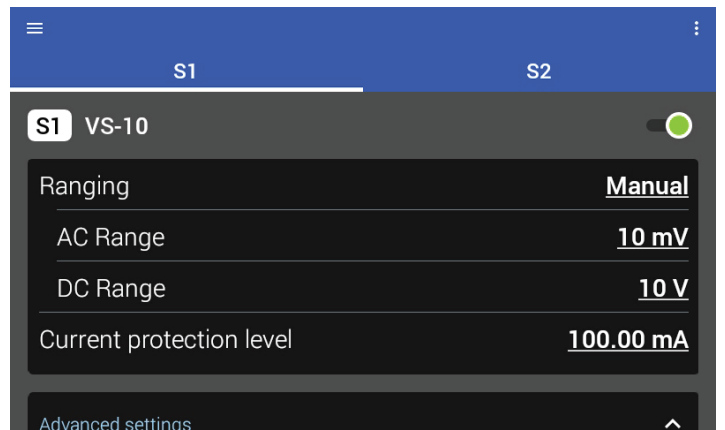 S1 S2
S1 VS-10
Ranging Manual
AC Range 10 mV
DC Range 10 V
Current protection level 100.00 mA
Advanced settings